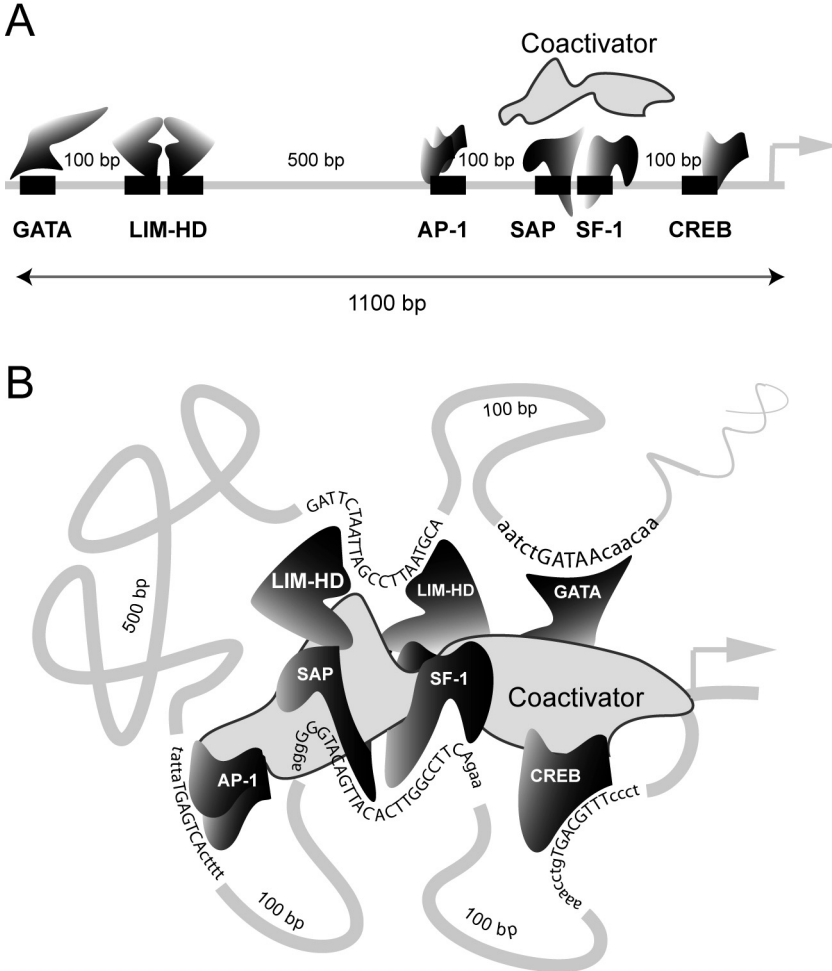 A
Coactivator
100 bp
500 bp
100 bp
100 bp
GATA
LIM-HD
AP-1
SAP
SF-1
CREB
1100 bp
B
100 bp
GATTCTAATTAGCCTTAATGCA
aatctGATAAcaacaa
500 bp
LIM-HD
LIM-HD
GATA
SAP
SF-1
Coactivator
AP-1
CREB
tattaTGAGTCActttt
aggGGGTACAGTTACACTTGGCCTTCAgaa
aaacctgTGACGTTTccct
100 bp
100 bp